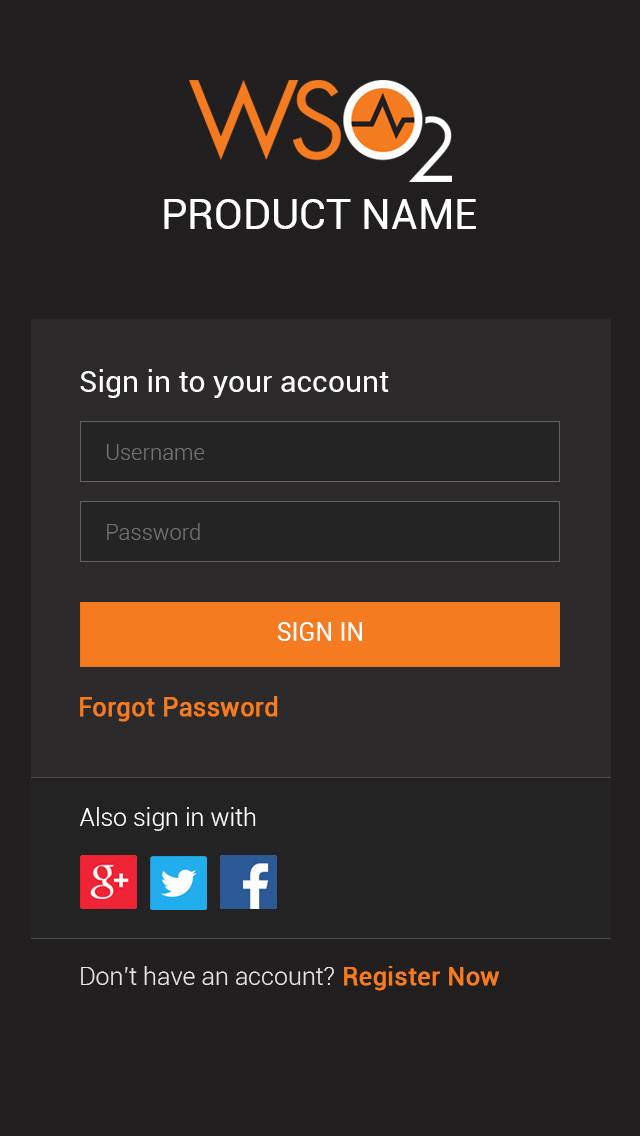 WSO2
PRODUCT NAME
Sign in to your account
Username
Password
SIGN IN
Forgot Password
Also sign in with
g+
f
Don't have an account? Register Now